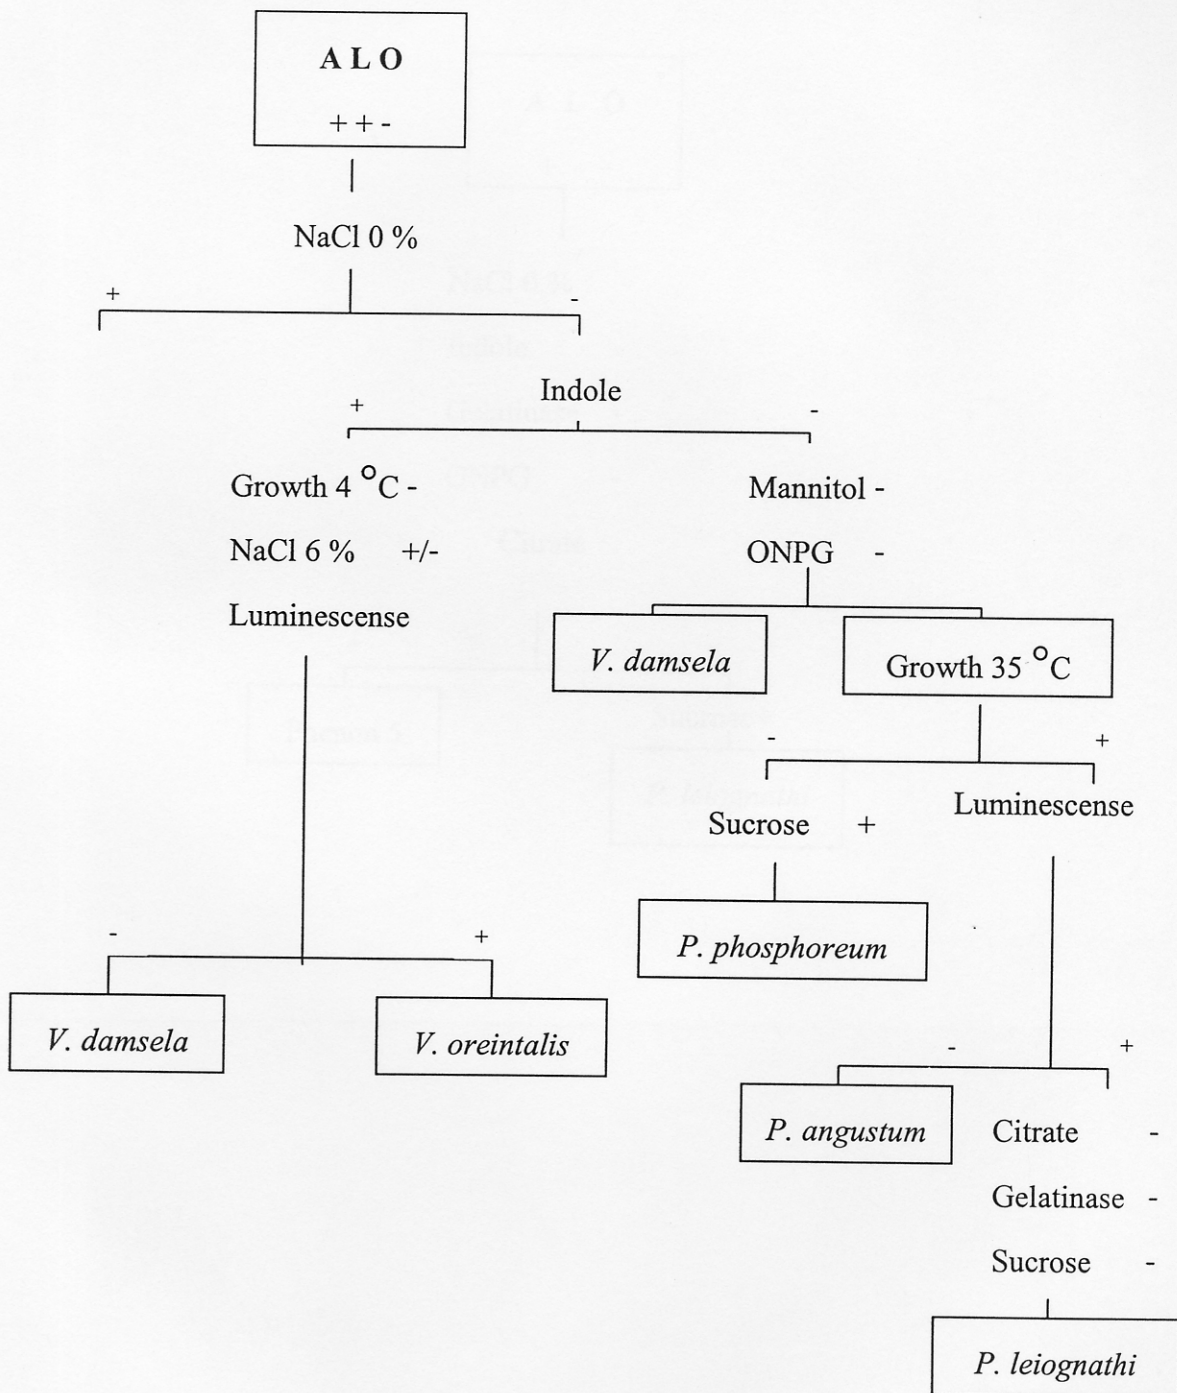 A L O
+ + -
NaCl 0 %
+ -
Indole
+ -
Growth 4 °C -
Mannitol -
NaCl 6 % +/-
ONPG -
Luminescense
V. damsela
Growth 35 °C
- +
Sucrose +
Luminescense
P. phosphoreum
- +
V. damsela
V. oreintalis
- +
P. angustum
Citrate -
Gelatinase -
Sucrose -
P. leiognathi